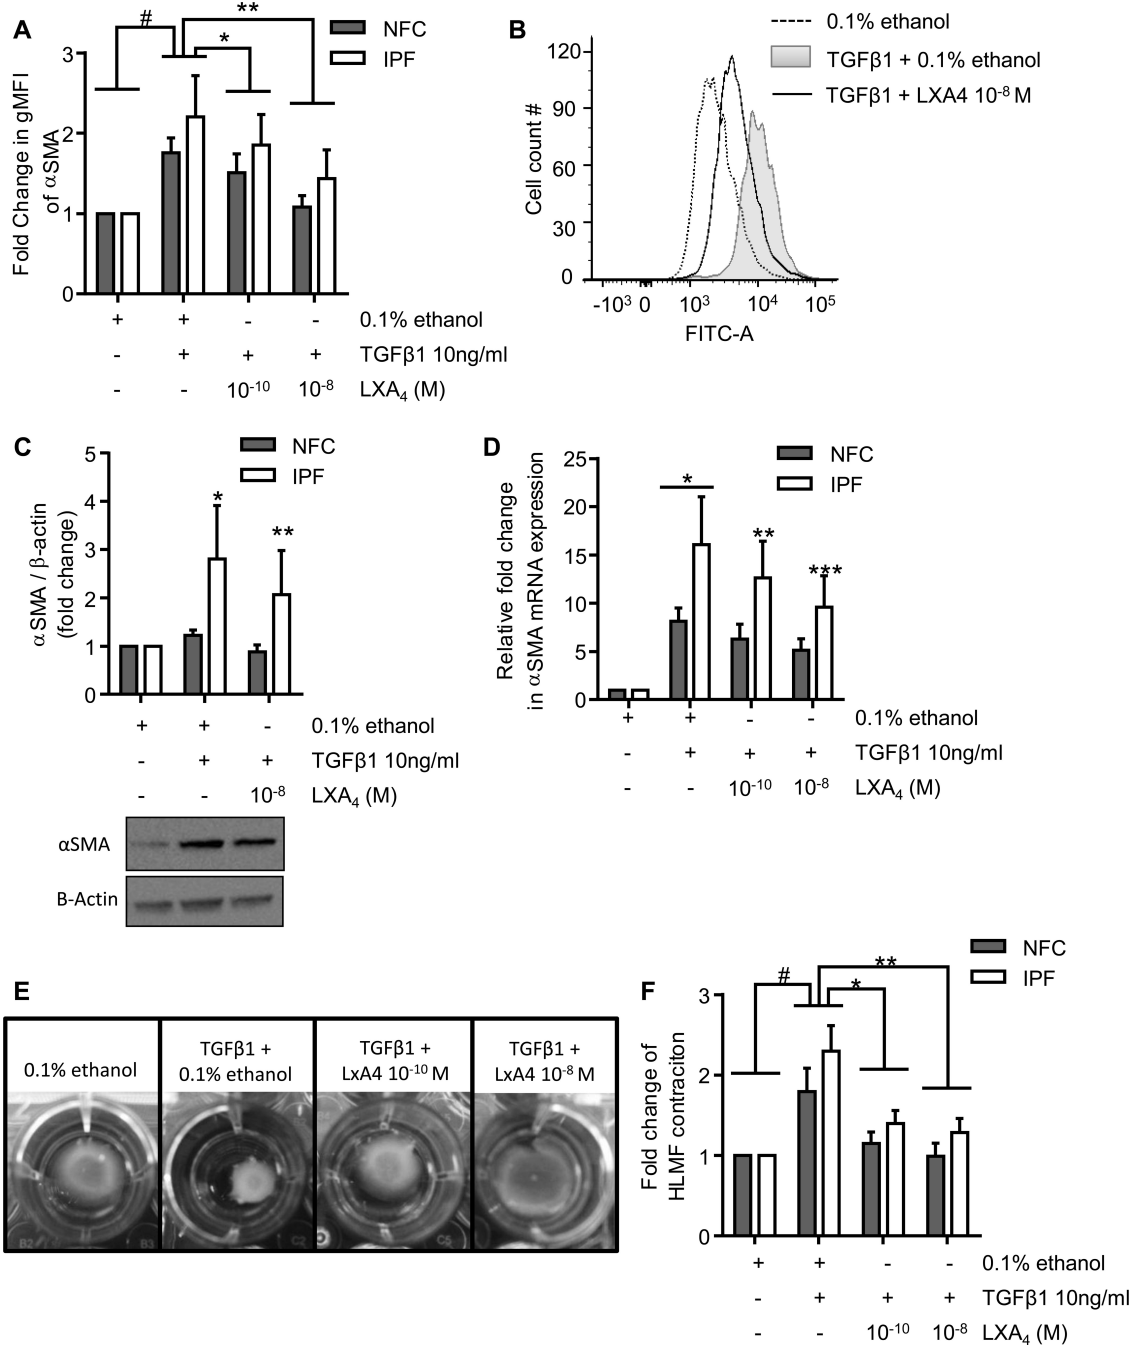 A
Fold Change in gMFI
of αSMA
3
2
1
0
#
**
*
NFC
IPF
+ + - - 0.1% ethanol
- + + + TGFβ1 10ng/ml
- - 10⁻¹⁰ 10⁻⁸ LXA₄ (M)
B
0.1% ethanol
TGFβ1 + 0.1% ethanol
TGFβ1 + LXA4 10⁻⁸ M
Cell count #
120
90
60
30
0
-10³ 0 10³ 10⁴ 10⁵
FITC-A
C
NFC
IPF
αSMA / β-actin
(fold change)
5
4
3
2
1
0
*
**
+ + - 0.1% ethanol
- + + TGFβ1 10ng/ml
- - 10⁻⁸ LXA₄ (M)
αSMA
B-Actin
D
NFC
IPF
Relative fold change
in αSMA mRNA expression
25
20
15
10
5
0
*
**
***
+ + - - 0.1% ethanol
- + + + TGFβ1 10ng/ml
- - 10⁻¹⁰ 10⁻⁸ LXA₄ (M)
E
0.1% ethanol
TGFβ1 +
0.1% ethanol
TGFβ1 +
LxA4 10⁻¹⁰ M
TGFβ1 +
LxA4 10⁻⁸ M
B2
B3
C2
C5
F
NFC
IPF
Fold change of
HLMF contraciton
3
2
1
0
#
**
*
+ + - - 0.1% ethanol
- + + + TGFβ1 10ng/ml
- - 10⁻¹⁰ 10⁻⁸ LXA₄ (M)